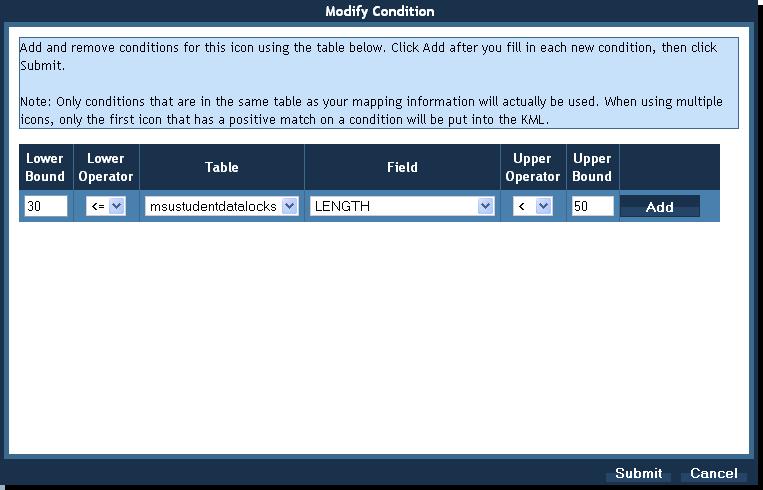 Modify Condition
Add and remove conditions for this icon using the table below. Click Add after you fill in each new condition, then click
Submit.
Note: Only conditions that are in the same table as your mapping information will actually be used. When using multiple
icons, only the first icon that has a positive match on a condition will be put into the KML.
Lower Bound Lower Operator Table Field Upper Operator Upper Bound
30 <= msustudentdatalocks LENGTH < 50 Add
Submit Cancel